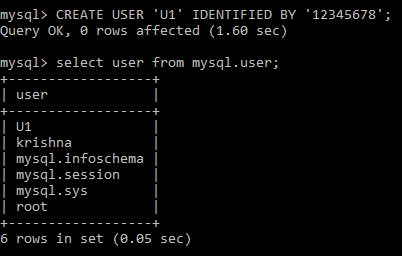 mysql> CREATE USER 'U1' IDENTIFIED BY '12345678';
Query OK, 0 rows affected (1.60 sec)
mysql> select user from mysql.user;
+------------------+
| user             |
+------------------+
| U1               |
| krishna          |
| mysql.infoschema |
| mysql.session    |
| mysql.sys        |
| root             |
+------------------+
6 rows in set (0.05 sec)